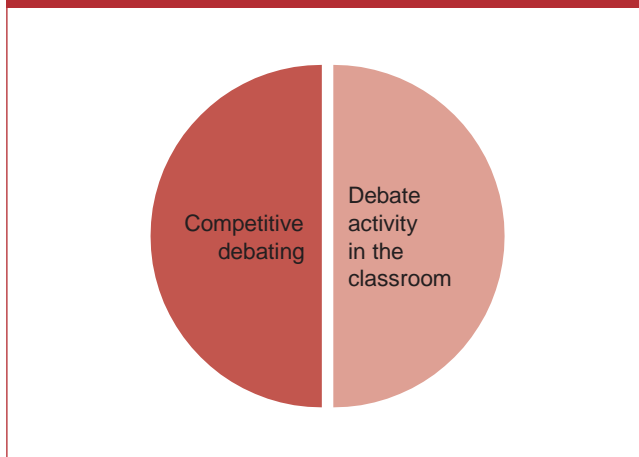 Competitive
debating
Debate
activity
in the
classroom